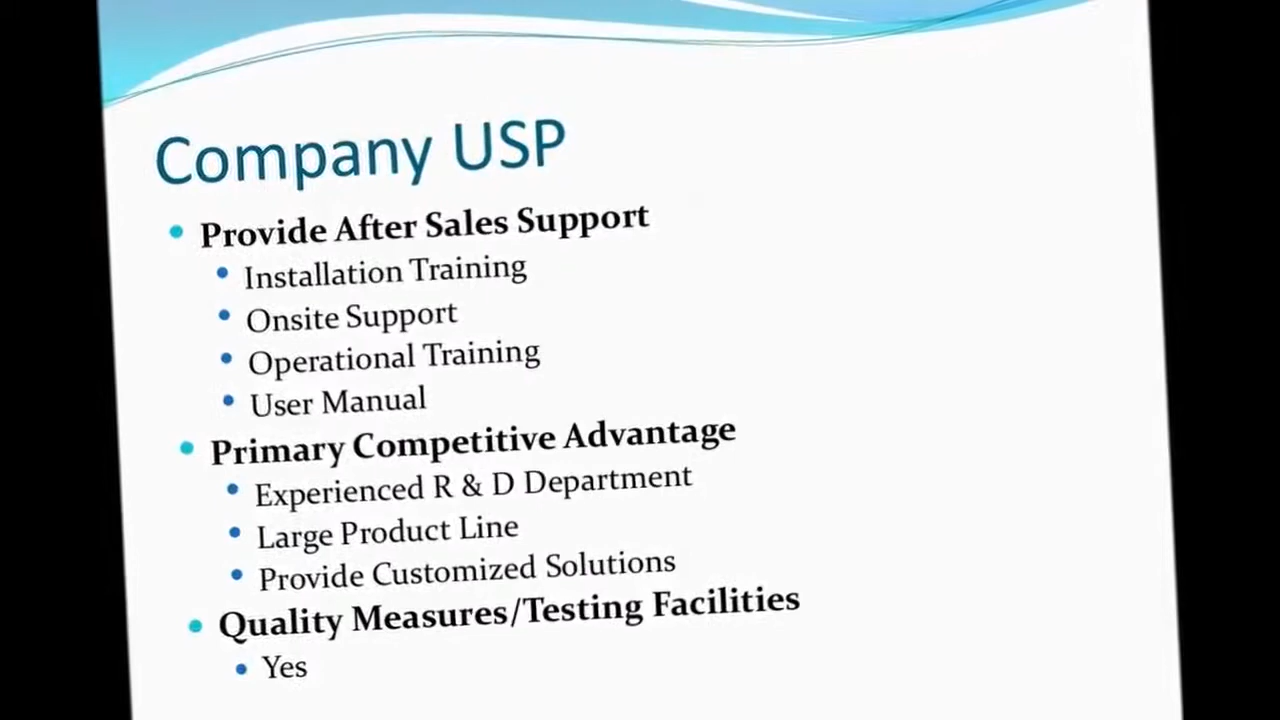 Company USP
Provide After Sales Support
Installation Training
Onsite Support
Operational Training
User Manual
Primary Competitive Advantage
Experienced R & D Department
Large Product Line
Provide Customized Solutions
Quality Measures/Testing Facilities
Yes